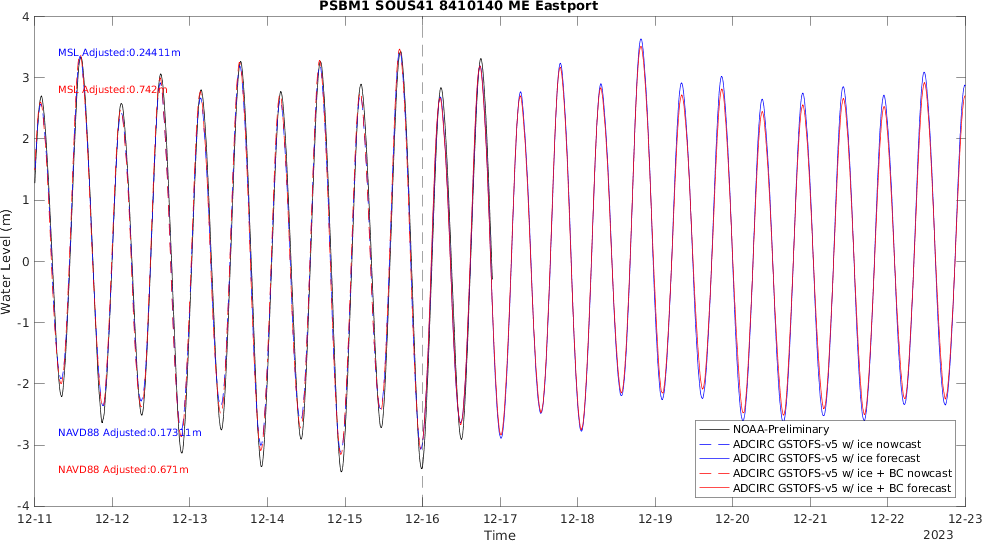 PSBM1 SOUS41 8410140 ME Eastport
4
3
2
1
0
-1
-2
-3
-4
Water Level (m)
MSL Adjusted:0.24411m
MSL Adjusted:0.742m
NAVD88 Adjusted:0.17311m
NAVD88 Adjusted:0.671m
NOAA-Preliminary
ADCIRC GSTOFS-v5 w/ ice nowcast
ADCIRC GSTOFS-v5 w/ ice forecast
ADCIRC GSTOFS-v5 w/ ice + BC nowcast
ADCIRC GSTOFS-v5 w/ ice + BC forecast
12-11 12-12 12-13 12-14 12-15 12-16 12-17 12-18 12-19 12-20 12-21 12-22 12-23
Time
2023